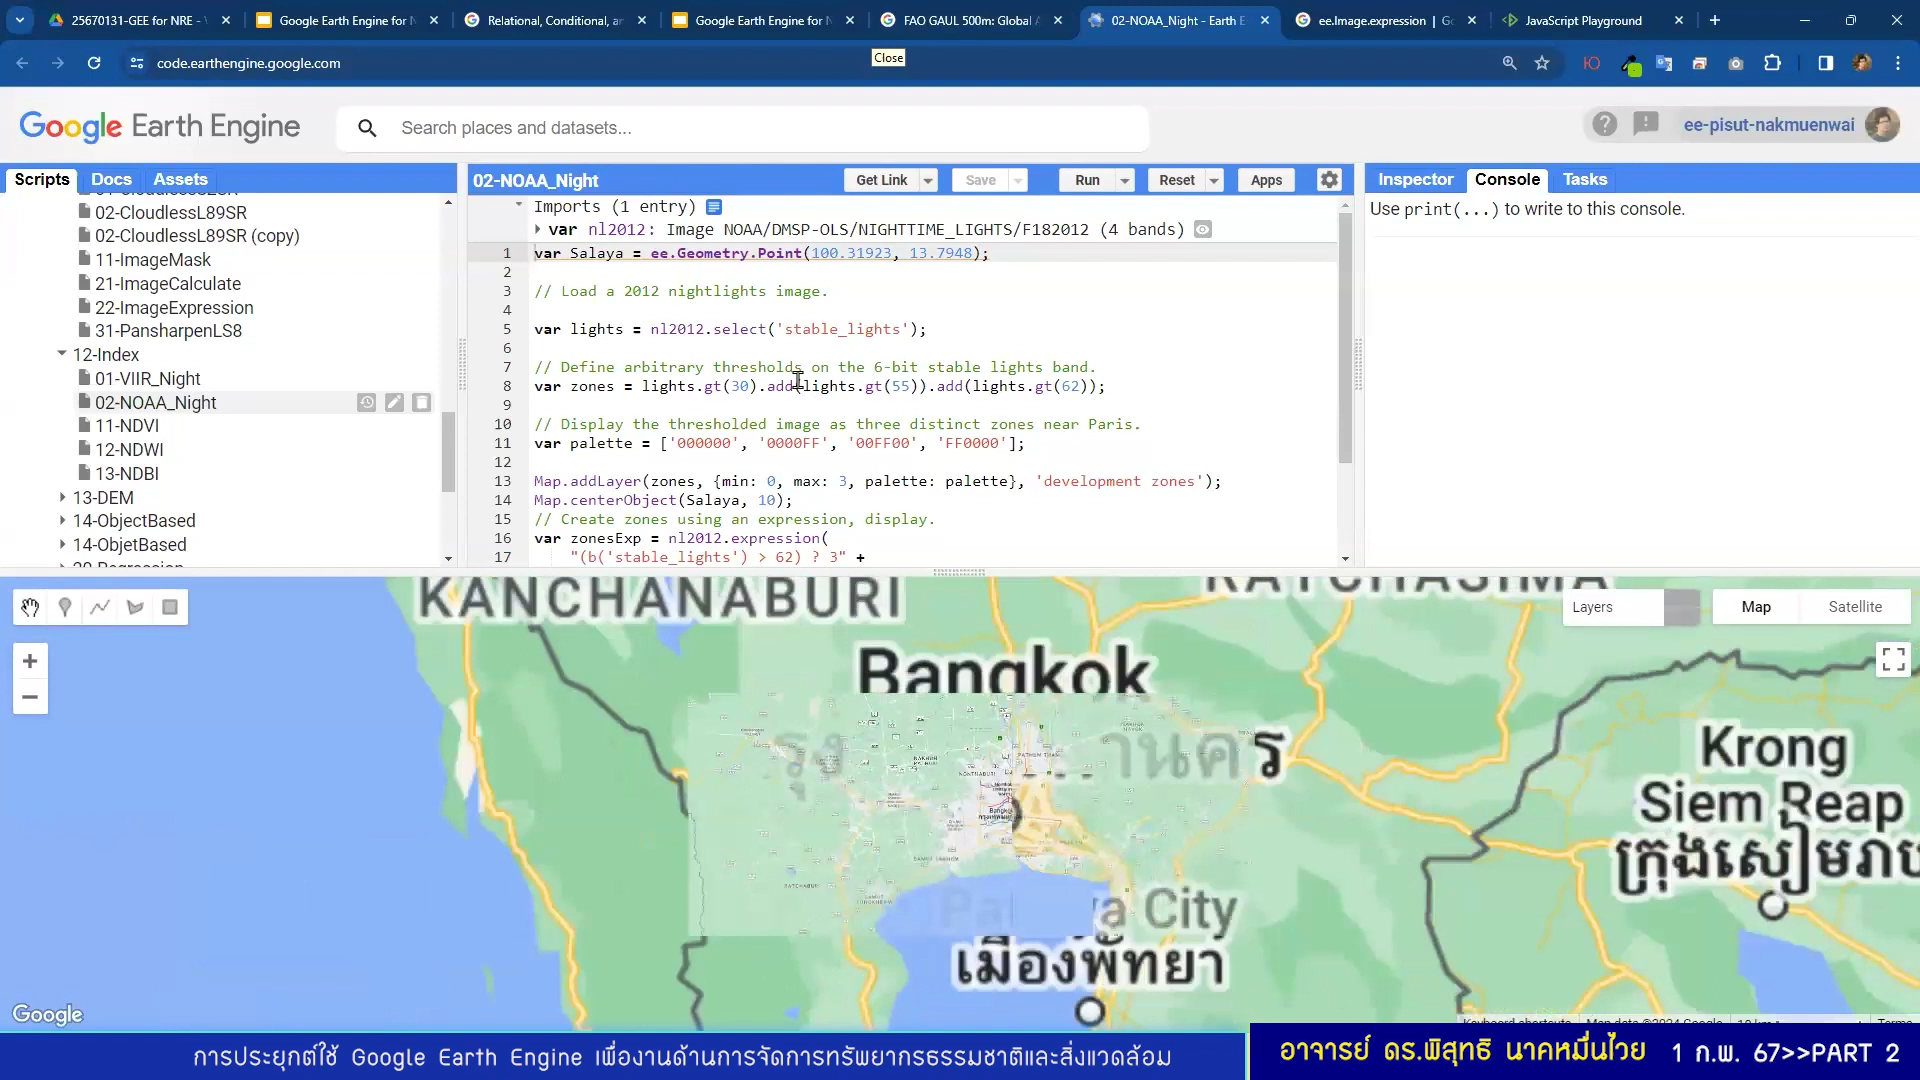 25670131-GEE for NRE -
Google Earth Engine for N
Relational, Conditional, an
Google Earth Engine for N
FAO GAUL 500m: Global A
02-NOAA_Night - Earth E
ee.Image.expression | Go
JavaScript Playground
code.earthengine.google.com
Close
Google Earth Engine
Search places and datasets...
ee-pisut-nakmuenwai
Scripts
Docs
Assets
02-CloudlessL89SR
02-CloudlessL89SR (copy)
11-ImageMask
21-ImageCalculate
22-ImageExpression
31-PansharpenLS8
12-Index
01-VIIR_Night
02-NOAA_Night
11-NDVI
12-NDWI
13-NDBI
13-DEM
14-ObjectBased
14-ObjetBased
02-NOAA_Night
Get Link
Save
Run
Reset
Apps
Imports (1 entry)
var nl2012: Image NOAA/DMSP-OLS/NIGHTTIME_LIGHTS/F182012 (4 bands)
1 var Salaya = ee.Geometry.Point(100.31923, 13.7948);
2
3 // Load a 2012 nightlights image.
4
5 var lights = nl2012.select('stable_lights');
6
7 // Define arbitrary thresholds on the 6-bit stable lights band.
8 var zones = lights.gt(30).add(lights.gt(55)).add(lights.gt(62));
9
10 // Display the thresholded image as three distinct zones near Paris.
11 var palette = ['000000', '0000FF', '00FF00', 'FF0000'];
12
13 Map.addLayer(zones, {min: 0, max: 3, palette: palette}, 'development zones');
14 Map.centerObject(Salaya, 10);
15 // Create zones using an expression, display.
16 var zonesExp = nl2012.expression(
17 "(b('stable_lights') > 62) ? 3" +
Inspector
Console
Tasks
Use print(...) to write to this console.
Layers
Map
Satellite
KANCHANABURI
Bangkok
Krong
Siem Reap
City
เมืองพัทยา
Google
การประยุกต์ใช้ Google Earth Engine เพื่องานด้านการจัดการทรัพยากรธรรมชาติและสิ่งแวดล้อม
อาจารย์ ดร.พิสุทธิ นาคหมื่นไวย 1 ก.พ. 67>>PART 2